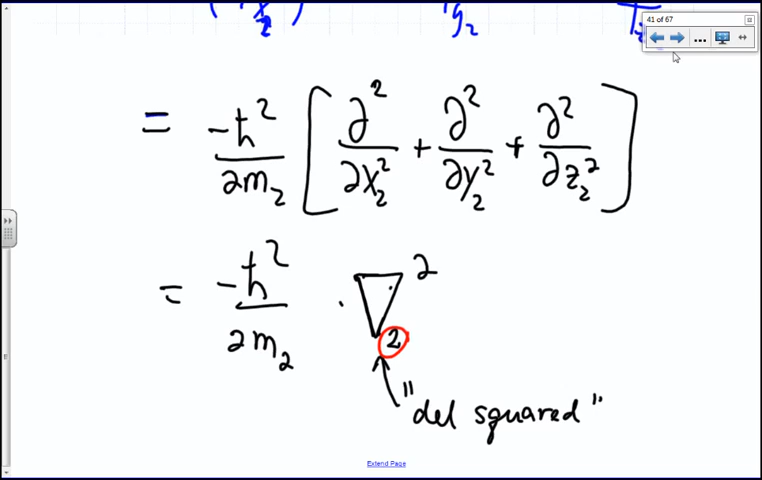 41 of 67
= -ħ²/2m₂ [ ∂²/∂x₂² + ∂²/∂y₂² + ∂²/∂z₂² ]
= -ħ²/2m₂ · ∇₂²
"del squared"
Extend Page